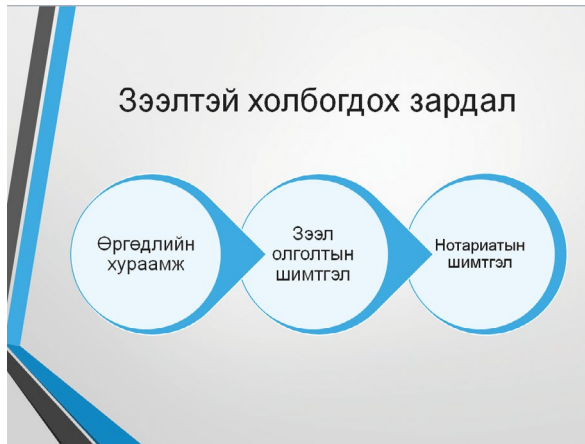 Зээлтэй холбогдох зардал
Өргөдлийн
хураамж
Зээл
олголтын
шимтгэл
Нотариатын
шимтгэл